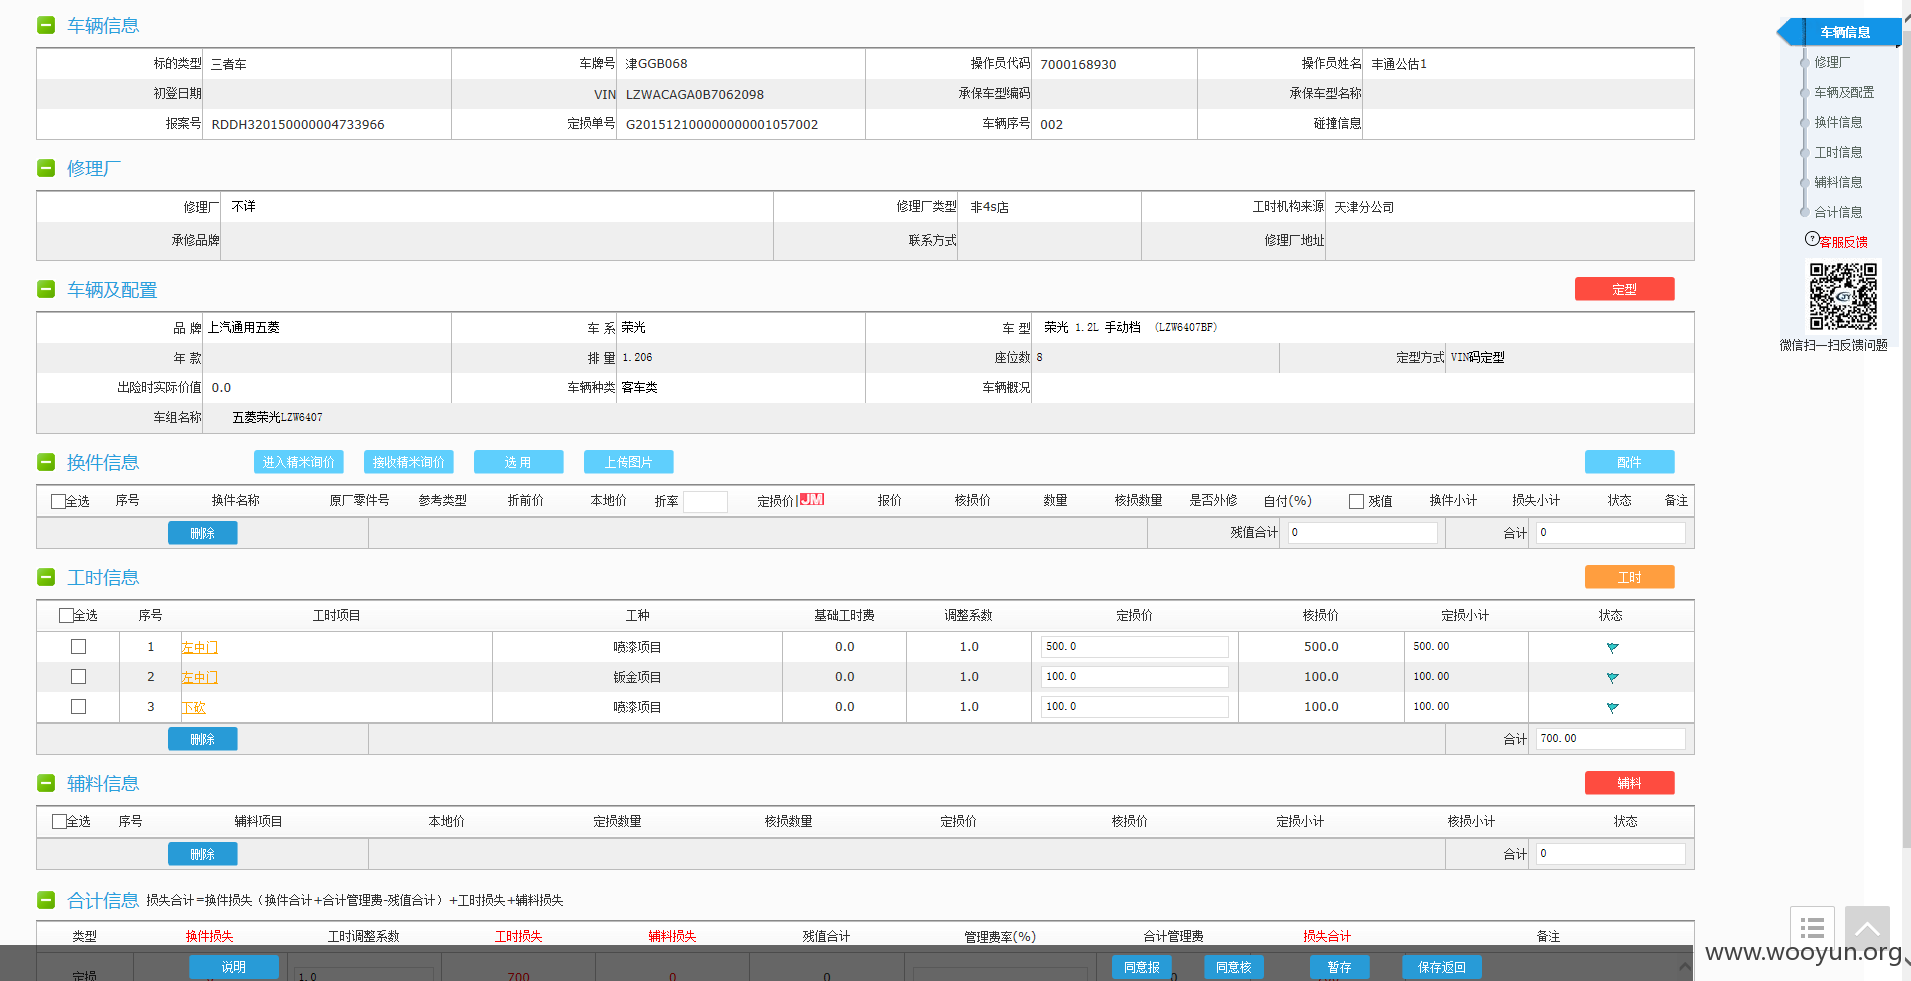 车辆信息
标的类型 三者车 车牌号 津GGB068 操作员代码 7000168930 操作员姓名 丰通公估1
初登日期 VIN LZWACAGA0B7062098 承保车型编码 承保车型名称
报案号 RDDH320150000004733966 定损单号 G201512100000000001057002 车辆序号 002 碰撞信息
修理厂
修理厂 不详 修理厂类型 非4s店 工时机构来源 天津分公司
承修品牌 联系方式 修理厂地址
车辆及配置 定型
品 牌 上汽通用五菱 车 系 荣光 车 型 荣光 1.2L 手动档 (LZW6407BF)
年 款 排 量 1.206 座位数 8 定型方式 VIN码定型
出险时实际价值 0.0 车辆种类 客车类 车辆概况
车组名称 五菱荣光LZW6407
换件信息 进入精米询价 接收精米询价 选 用 上传图片 配件
全选 序号 换件名称 原厂零件号 参考类型 折前价 本地价 折率 定损价 JM 报价 核损价 数量 核损数量 是否外修 自付(%) 残值 换件小计 损失小计 状态 备注
删除 残值合计 0 合计 0
工时信息 工时
全选 序号 工时项目 工种 基础工时费 调整系数 定损价 核损价 定损小计 状态
1 左中门 喷漆项目 0.0 1.0 500.0 500.0 500.00
2 左中门 钣金项目 0.0 1.0 100.0 100.0 100.00
3 下砍 喷漆项目 0.0 1.0 100.0 100.0 100.00
删除 合计 700.00
辅料信息 辅料
全选 序号 辅料项目 本地价 定损数量 核损数量 定损价 核损价 定损小计 核损小计 状态
删除 合计 0
合计信息 损失合计=换件损失（换件合计+合计管理费-残值合计）+工时损失+辅料损失
类型 换件损失 工时调整系数 工时损失 辅料损失 残值合计 管理费率(%) 合计管理费 损失合计 备注
定损 说明 1.0 700 0 0 同意报 0 同意核 暂存 保存返回
车辆信息
修理厂
车辆及配置
换件信息
工时信息
辅料信息
合计信息
?客服反馈
微信扫一扫反馈问题
www.wooyun.org